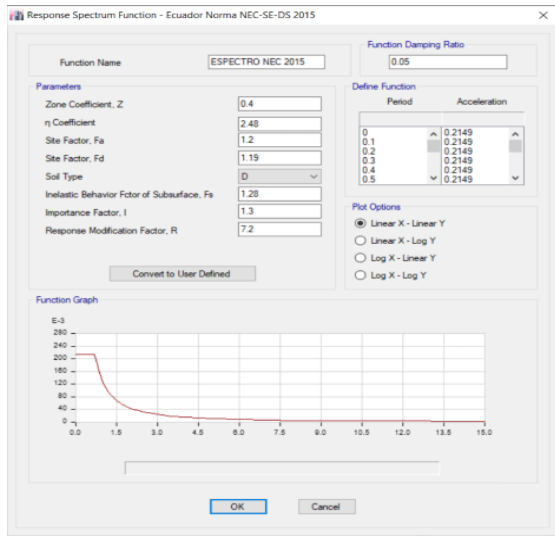 Response Spectrum Function - Ecuador Norma NEC-SE-DS 2015
Function Name
ESPECTRO NEC 2015
Function Damping Ratio
0.05
Parameters
Zone Coefficient, Z
0.4
η Coefficient
2.48
Site Factor, Fa
1.2
Site Factor, Fd
1.19
Soil Type
D
Inelastic Behavior Fctor of Subsurface, Fs
1.28
Importance Factor, I
1.3
Response Modification Factor, R
7.2
Convert to User Defined
Define Function
Period Acceleration
0 0.2149
0.1 0.2149
0.2 0.2149
0.3 0.2149
0.4 0.2149
0.5 0.2149
Plot Options
Linear X - Linear Y
Linear X - Log Y
Log X - Linear Y
Log X - Log Y
Function Graph
E-3
280
240
200
160
120
80
40
0
0.0 1.5 3.0 4.5 6.0 7.5 9.0 10.5 12.0 13.5 15.0
OK Cancel